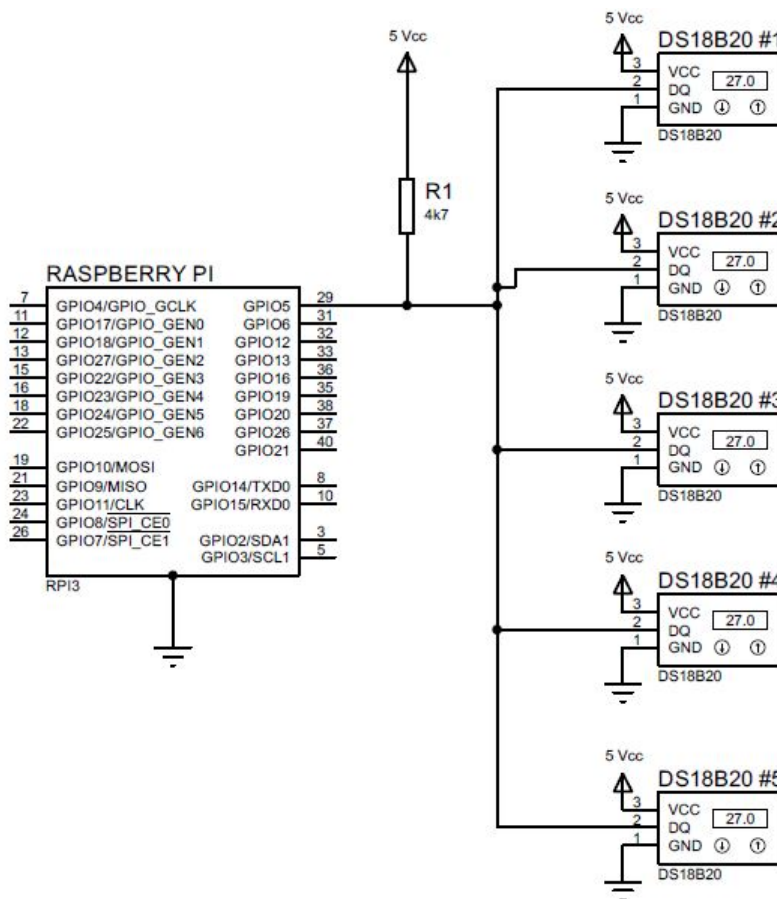 5 Vcc
R1
4k7
RASPBERRY PI
7 GPIO4/GPIO_GCLK GPIO5 29
11 GPIO17/GPIO_GEN0 GPIO6 31
12 GPIO18/GPIO_GEN1 GPIO12 32
13 GPIO27/GPIO_GEN2 GPIO13 33
15 GPIO22/GPIO_GEN3 GPIO16 36
16 GPIO23/GPIO_GEN4 GPIO19 35
18 GPIO24/GPIO_GEN5 GPIO20 38
22 GPIO25/GPIO_GEN6 GPIO26 37
GPIO21 40
19 GPIO10/MOSI
21 GPIO9/MISO GPIO14/TXD0 8
23 GPIO11/CLK GPIO15/RXD0 10
24 GPIO8/SPI_CE0
26 GPIO7/SPI_CE1 GPIO2/SDA1 3
GPIO3/SCL1 5
RPI3
5 Vcc
DS18B20 #1
3 VCC 27.0
2 DQ
1 GND
DS18B20
5 Vcc
DS18B20 #2
3 VCC 27.0
2 DQ
1 GND
DS18B20
5 Vcc
DS18B20 #3
3 VCC 27.0
2 DQ
1 GND
DS18B20
5 Vcc
DS18B20 #4
3 VCC 27.0
2 DQ
1 GND
DS18B20
5 Vcc
DS18B20 #5
3 VCC 27.0
2 DQ
1 GND
DS18B20